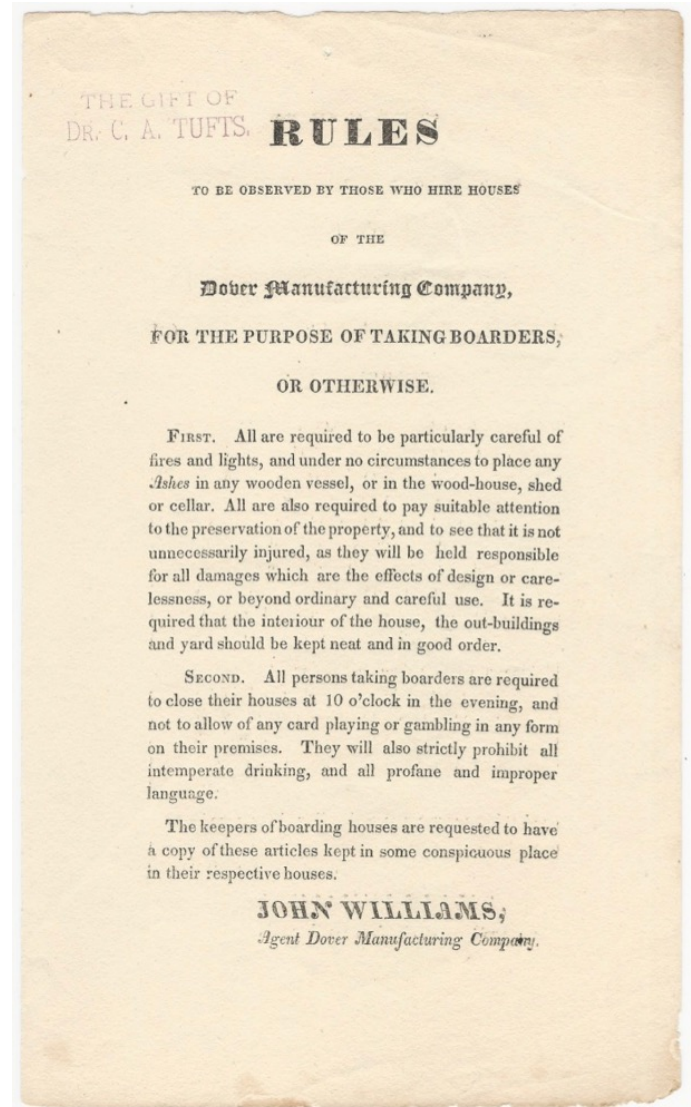 THE GIFT OF
DR. C. A. TUFTS.
RULES
TO BE OBSERVED BY THOSE WHO HIRE HOUSES
OF THE
Dover Manufacturing Company,
FOR THE PURPOSE OF TAKING BOARDERS,
OR OTHERWISE.
FIRST. All are required to be particularly careful of
fires and lights, and under no circumstances to place any
Ashes in any wooden vessel, or in the wood-house, shed
or cellar. All are also required to pay suitable attention
to the preservation of the property, and to see that it is not
unnecessarily injured, as they will be held responsible
for all damages which are the effects of design or care-
lessness, or beyond ordinary and careful use. It is re-
quired that the interiour of the house, the out-buildings
and yard should be kept neat and in good order.
SECOND. All persons taking boarders are required
to close their houses at 10 o'clock in the evening, and
not to allow of any card playing or gambling in any form
on their premises. They will also strictly prohibit all
intemperate drinking, and all profane and improper
language.
The keepers of boarding houses are requested to have
a copy of these articles kept in some conspicuous place
in their respective houses.
JOHN WILLIAMS,
Agent Dover Manufacturing Company.